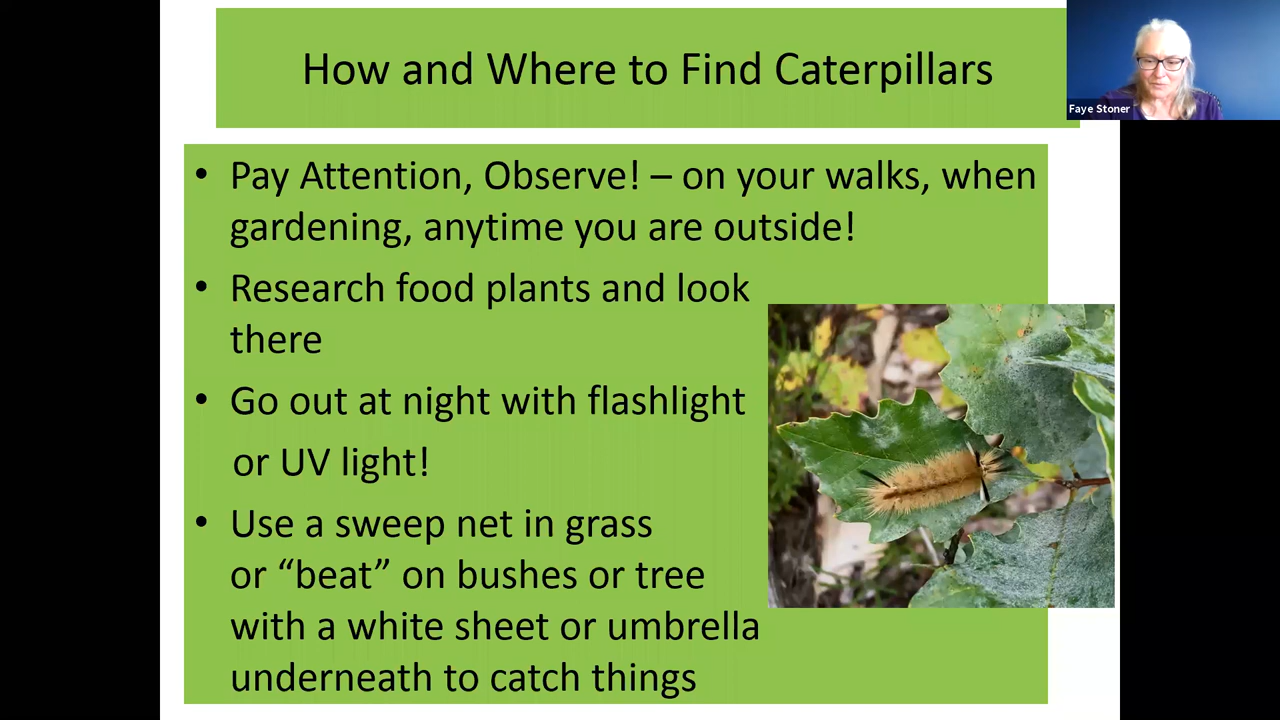 How and Where to Find Caterpillars
Faye Stoner
• Pay Attention, Observe! – on your walks, when
gardening, anytime you are outside!
• Research food plants and look
there
• Go out at night with flashlight
or UV light!
• Use a sweep net in grass
or “beat” on bushes or tree
with a white sheet or umbrella
underneath to catch things